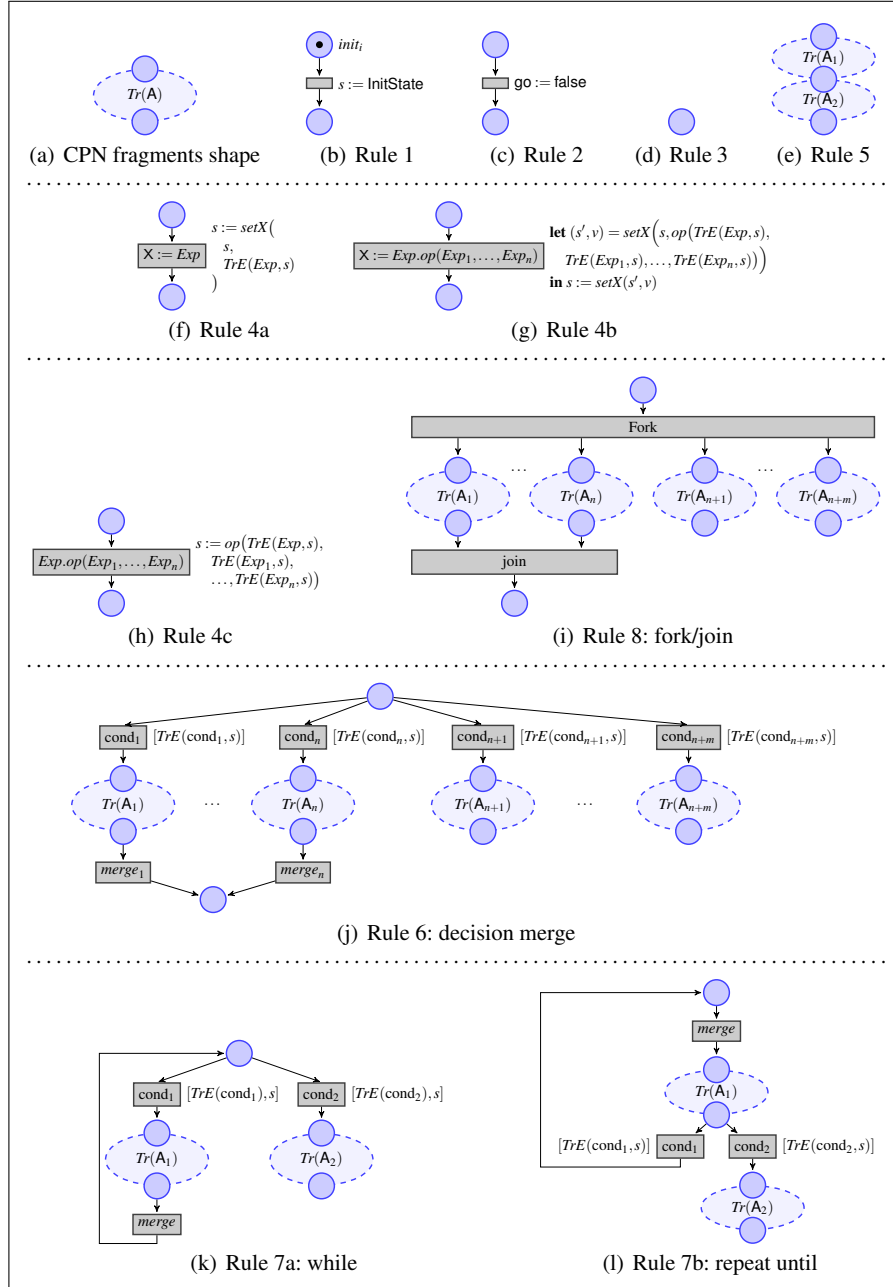 init_i
Tr(A)
s := InitState
go := false
Tr(A_1)
Tr(A_2)
(a) CPN fragments shape
(b) Rule 1
(c) Rule 2
(d) Rule 3
(e) Rule 5
X := Exp
s := setX(
s,
TrE(Exp,s)
)
X := Exp.op(Exp_1,...,Exp_n)
let (s′,v) = setX(s,op(TrE(Exp,s),
TrE(Exp_1,s),...,TrE(Exp_n,s)))
in s := setX(s′,v)
(f) Rule 4a
(g) Rule 4b
Exp.op(Exp_1,...,Exp_n)
s := op(TrE(Exp,s),
TrE(Exp_1,s),
...,TrE(Exp_n,s))
(h) Rule 4c
Fork
... ...
Tr(A_1) Tr(A_n) Tr(A_{n+1}) Tr(A_{n+m})
join
(i) Rule 8: fork/join
cond_1 [TrE(cond_1,s)] cond_n [TrE(cond_n,s)] cond_{n+1} [TrE(cond_{n+1},s)] cond_{n+m} [TrE(cond_{n+m},s)]
Tr(A_1) ... Tr(A_n) Tr(A_{n+1}) ... Tr(A_{n+m})
merge_1 merge_n
(j) Rule 6: decision merge
cond_1 [TrE(cond_1),s] cond_2 [TrE(cond_2),s]
Tr(A_1) Tr(A_2)
merge
(k) Rule 7a: while
merge
Tr(A_1)
[TrE(cond_1,s)] cond_1 cond_2 [TrE(cond_2,s)]
Tr(A_2)
(l) Rule 7b: repeat until